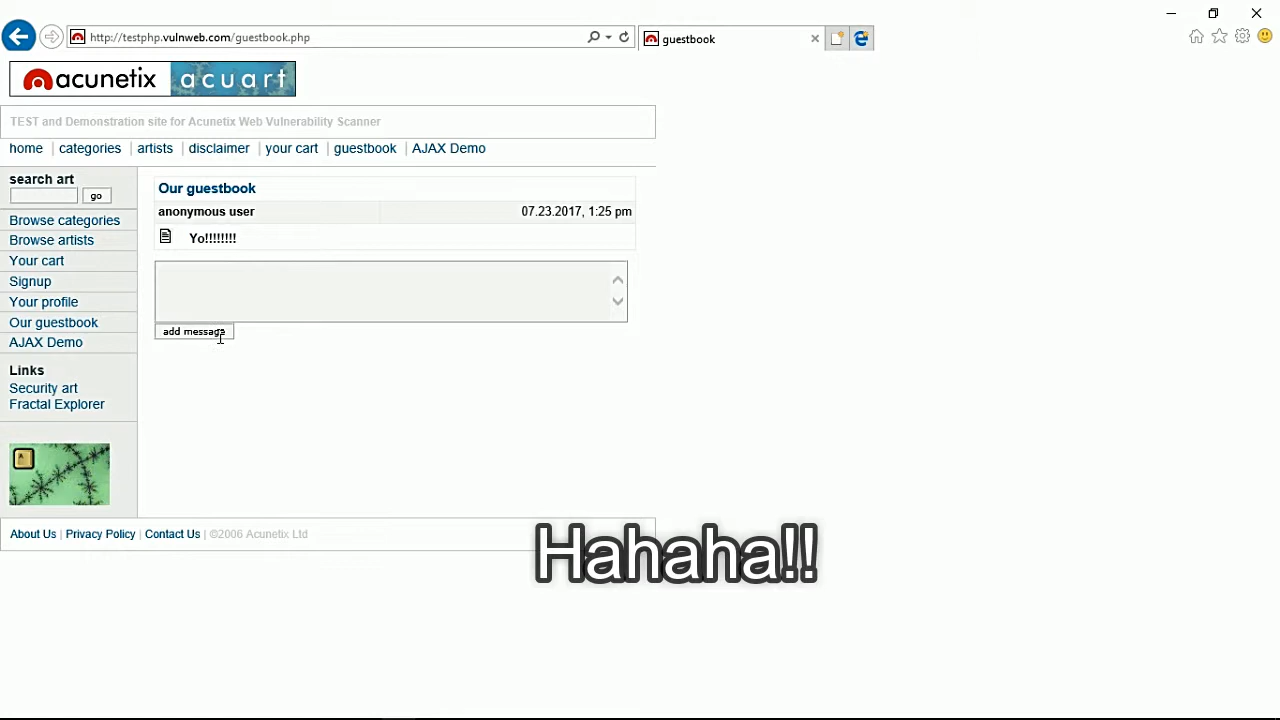 http://testphp.vulnweb.com/guestbook.php
guestbook
acunetix acuart
TEST and Demonstration site for Acunetix Web Vulnerability Scanner
home | categories | artists | disclaimer | your cart | guestbook | AJAX Demo
search art
go
Browse categories
Browse artists
Your cart
Signup
Your profile
Our guestbook
AJAX Demo
Links
Security art
Fractal Explorer
Our guestbook
anonymous user 07.23.2017, 1:25 pm
Yo!!!!!!!!
add message
About Us | Privacy Policy | Contact Us | ©2006 Acunetix Ltd
Hahaha!!